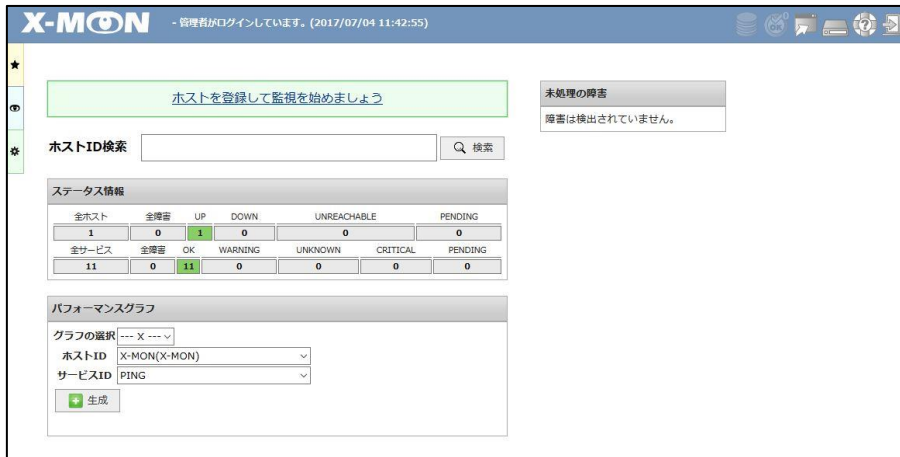 X-MON - 管理者がログインしています。(2017/07/04 11:42:55)
ホストを登録して監視を始めましょう
ホストID検索 検索
ステータス情報
全ホスト 全障害 UP DOWN UNREACHABLE PENDING
1 0 1 0 0 0
全サービス 全障害 OK WARNING UNKNOWN CRITICAL PENDING
11 0 11 0 0 0 0
パフォーマンスグラフ
グラフの選択 --- X ---
ホストID X-MON(X-MON)
サービスID PING
生成
未処理の障害
障害は検出されていません。